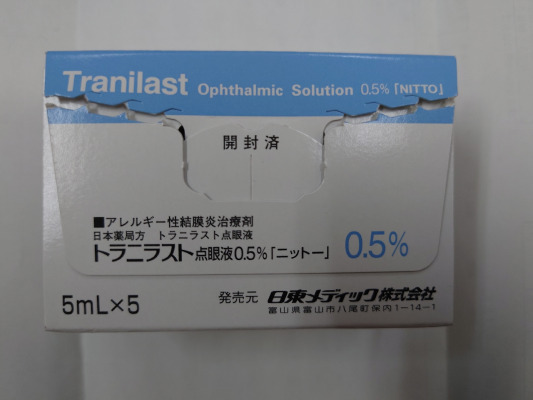 Tranilast Ophthalmic Solution 0.5%「NITTO」
開封済
■アレルギー性結膜炎治療剤
日本薬局方 トラニラスト点眼液
トラニラスト点眼液0.5%「ニットー」 0.5%
5mL×5 発売元 日東メディック株式会社
富山県富山市八尾町保内1-14-1